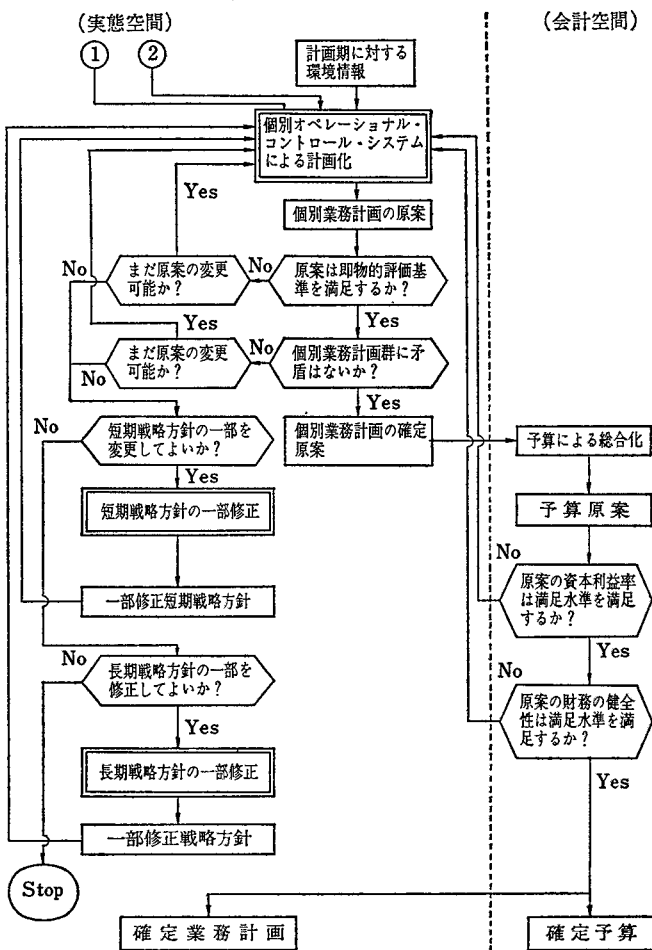 （実態空間）
（会計空間）
①
②
計画期に対する
環境情報
個別オペレーショナル・
コントロール・システム
による計画化
Yes
個別業務計画の原案
No
まだ原案の変更
可能か？
No
原案は即物的評価基
準を満足するか？
Yes
Yes
まだ原案の変更
可能か？
No
No
個別業務計画群に矛
盾はないか？
Yes
No
短期戦略方針の一部を
変更してよいか？
個別業務計画の確定
原案
予算による総合化
Yes
短期戦略方針の一部修正
予算原案
No
原案の資本利益率
は満足水準を満足
するか？
一部修正短期戦略方針
Yes
No
長期戦略方針の一部を
修正してよいか？
No
原案の財務の健全
性は満足水準を満
足するか？
Yes
長期戦略方針の一部修正
Yes
一部修正戦略方針
Stop
確定業務計画
確定予算